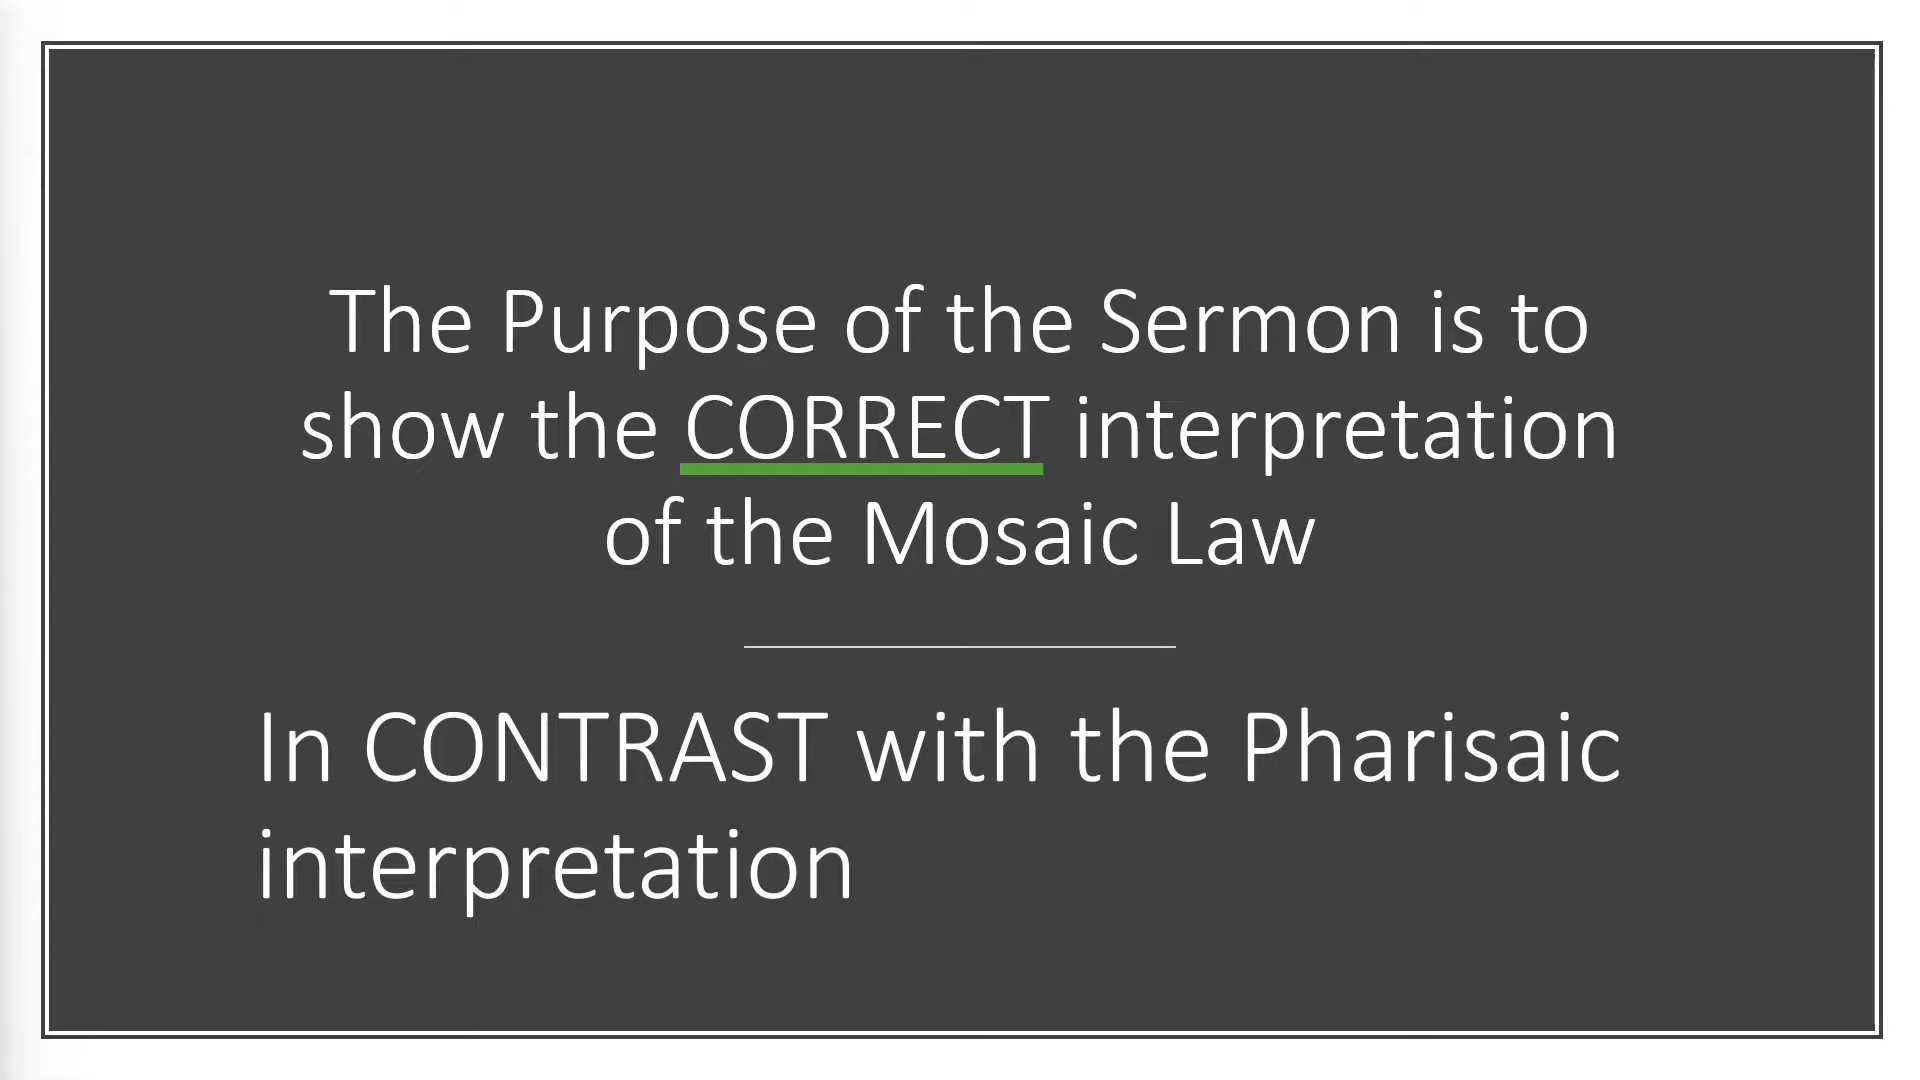 The Purpose of the Sermon is to
show the CORRECT interpretation
of the Mosaic Law
In CONTRAST with the Pharisaic
interpretation